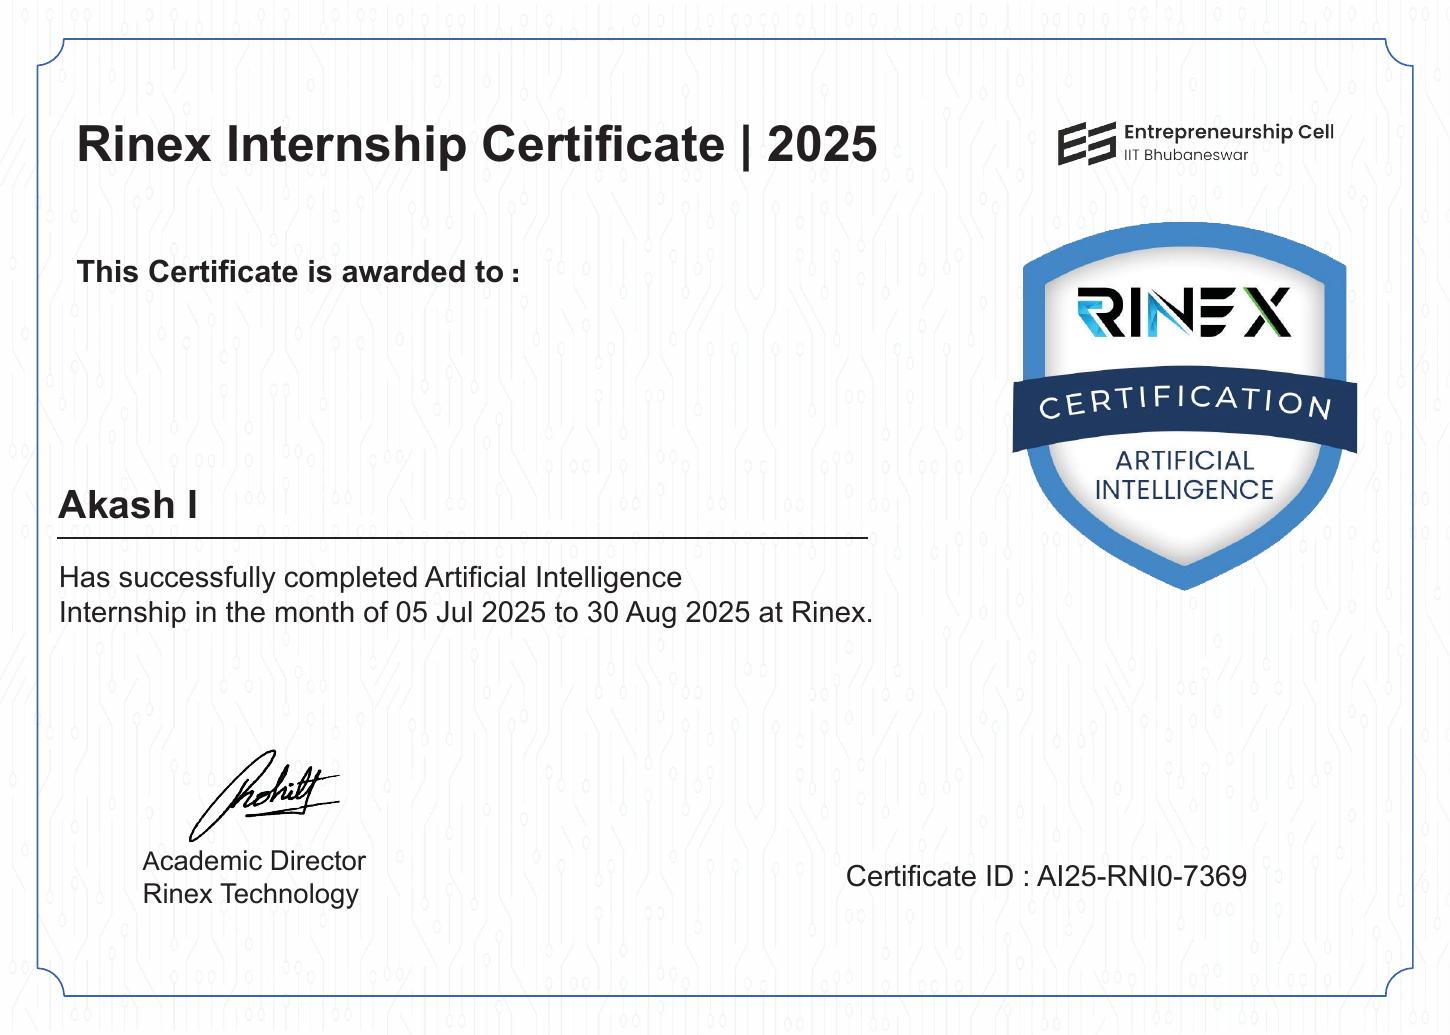 Rinex Internship Certificate | 2025
Entrepreneurship Cell
IIT Bhubaneswar
This Certificate is awarded to :
RINEX
CERTIFICATION
ARTIFICIAL
INTELLIGENCE
Akash I
Has successfully completed Artificial Intelligence
Internship in the month of 05 Jul 2025 to 30 Aug 2025 at Rinex.
Academic Director
Rinex Technology
Certificate ID : AI25-RNI0-7369